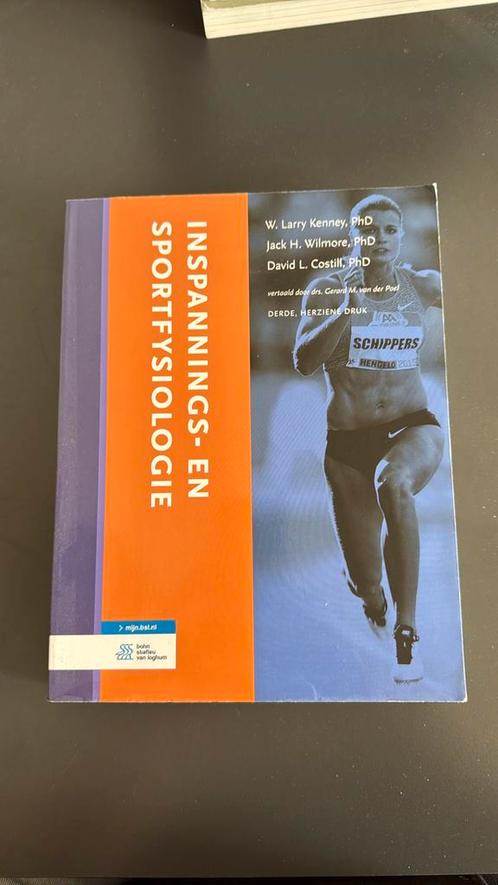 INSPANNINGS- EN
SPORTFYSIOLOGIE
W. Larry Kenney, PhD
Jack H. Wilmore, PhD
David L. Costill, PhD
vertaald door drs. Gerard M. van der Poel
DERDE, HERZIENE DRUK
SCHIPPERS
HENGELO 2015
> mijn.bsl.nl
bohn
stafleu
van loghum